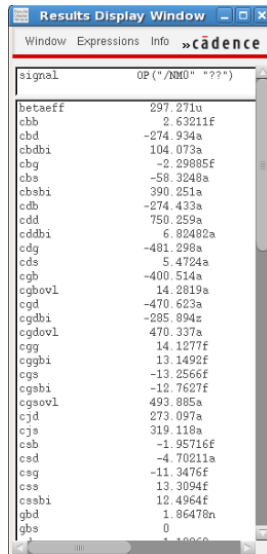 Results Display Window
Window Expressions Info cādence
signal OP("/NM0" "??")
betaeff 297.271u
cbb 2.63211f
cbd -274.934a
cbdbi 104.073a
cbg -2.29885f
cbs -58.3248a
cbsbi 390.251a
cdb -274.433a
cdd 750.259a
cddbi 6.82482a
cdg -481.298a
cds 5.4724a
cgb -400.514a
cgbovl 14.2819a
cgd -470.623a
cgdbi -285.894z
cgdovl 470.337a
cgg 14.1277f
cggbi 13.1492f
cgs -13.2566f
cgsbi -12.7627f
cgsovl 493.885a
cjd 273.097a
cjs 319.118a
csb -1.95716f
csd -4.70211a
csg -11.3476f
css 13.3094f
cssbi 12.4964f
gbd 1.86478n
gbs 0